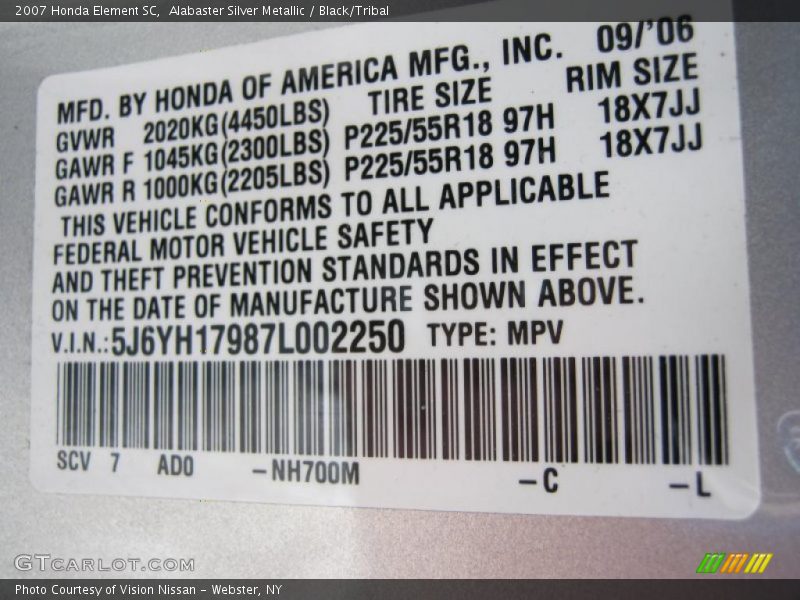 2007 Honda Element SC,  Alabaster Silver Metallic / Black/Tribal
MFD. BY HONDA OF AMERICA MFG., INC. 09/'06
GVWR 2020KG(4450LBS) TIRE SIZE RIM SIZE
GAWR F 1045KG(2300LBS) P225/55R18 97H 18X7JJ
GAWR R 1000KG(2205LBS) P225/55R18 97H 18X7JJ
THIS VEHICLE CONFORMS TO ALL APPLICABLE
FEDERAL MOTOR VEHICLE SAFETY
AND THEFT PREVENTION STANDARDS IN EFFECT
ON THE DATE OF MANUFACTURE SHOWN ABOVE.
V.I.N.:5J6YH17987L002250 TYPE: MPV
SCV 7 AD0 -NH700M -C -L
GTCARLOT.COM
Photo Courtesy of Vision Nissan - Webster, NY